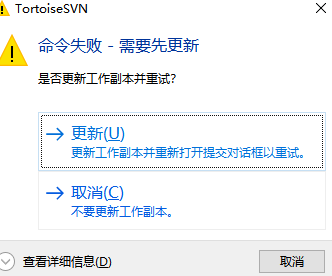 TortoiseSVN
命令失败 - 需要先更新
是否更新工作副本并重试?
更新(U)
更新工作副本并重新打开提交对话框以重试。
取消(C)
不要更新工作副本。
查看详细信息(D)
取消